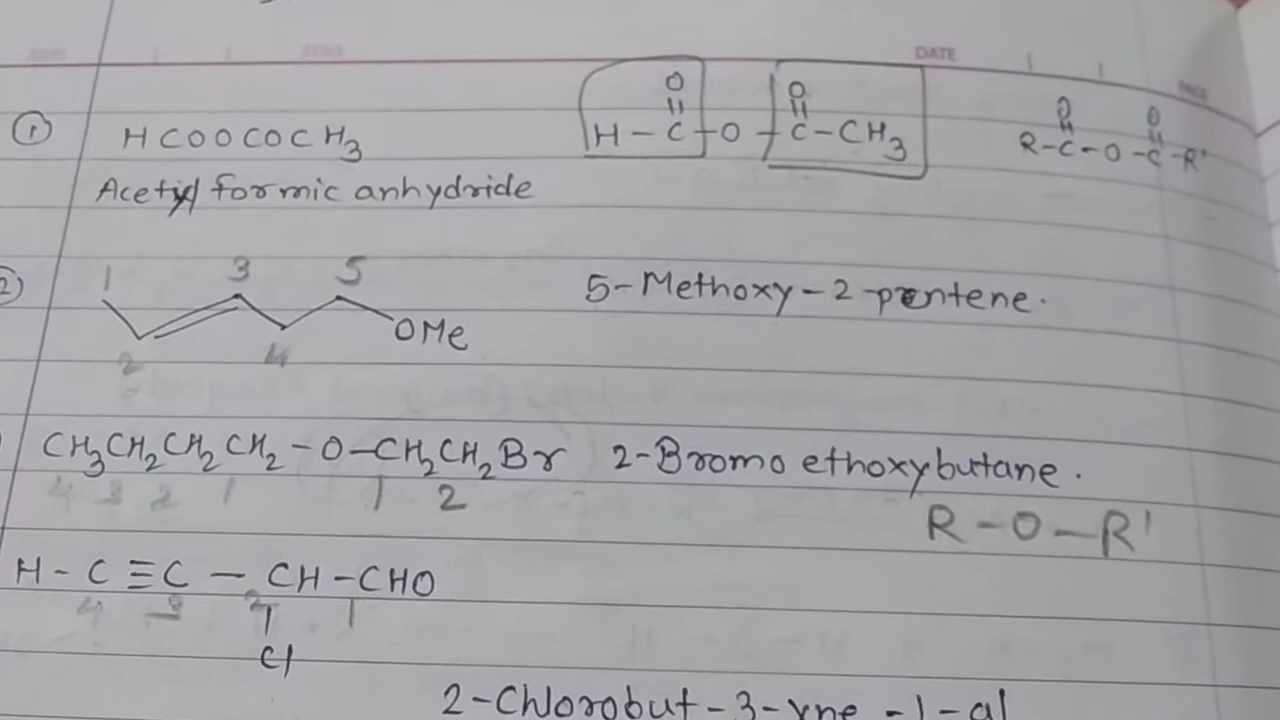 DATE
PAGE
① HCOOCOCH3
O O
H-C-O-C-CH3
O O
R-C-O-C-R'
Acetyl formic anhydride
2) 1 3 5
OMe
2 4
5-Methoxy-2-pentene.
CH3CH2CH2CH2-O-CH2CH2Br 2-Bromo ethoxybutane.
4 3 2 1 1 2
R-O-R'
H-C≡C-CH-CHO
4 3 2 1
Cl
2-Chlorobut-3-yne-1-al